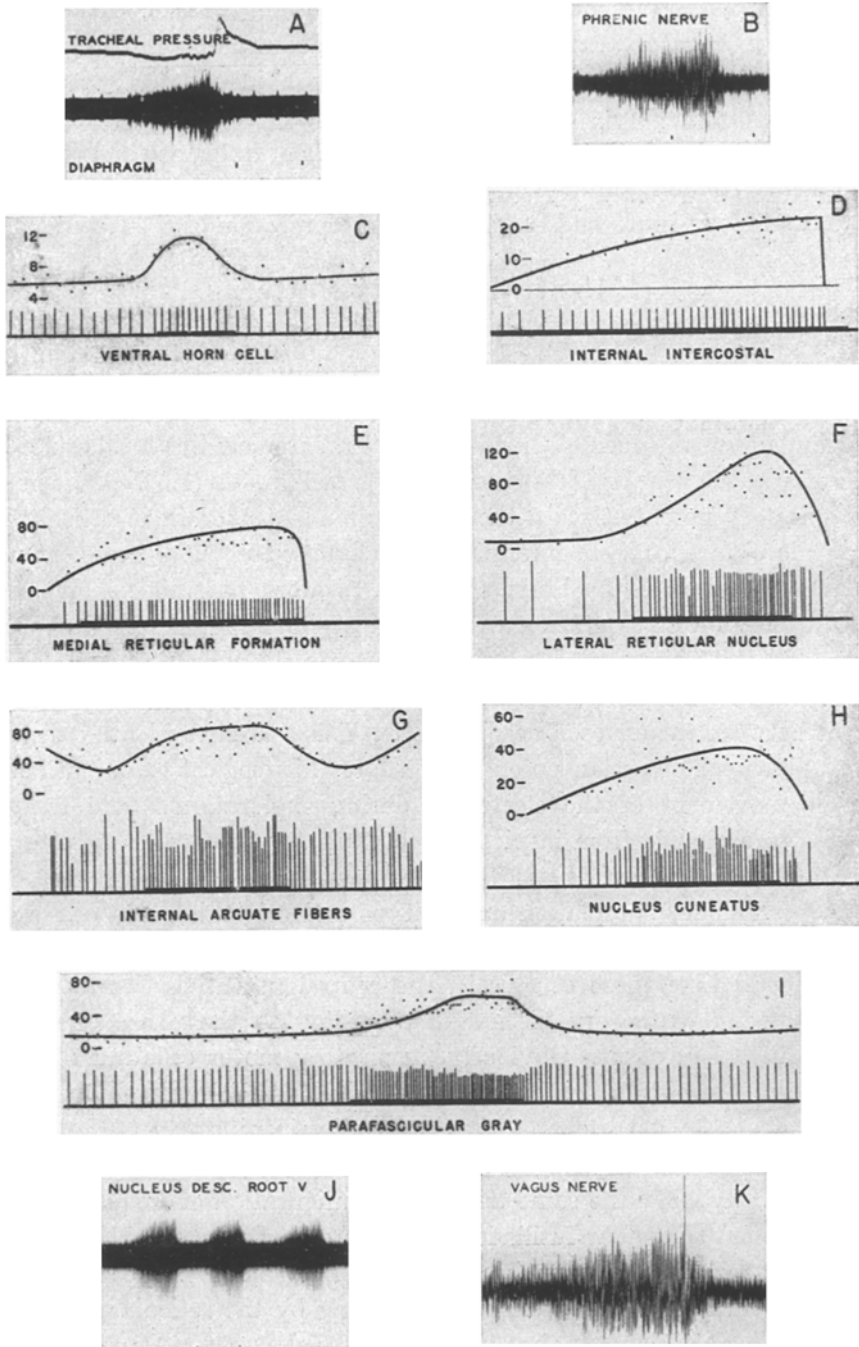 A
TRACHEAL PRESSURE
DIAPHRAGM
B
PHRENIC NERVE
C
12
8
4
VENTRAL HORN CELL
D
20
10
0
INTERNAL INTERCOSTAL
E
80
40
0
MEDIAL RETICULAR FORMATION
F
120
80
40
0
LATERAL RETICULAR NUCLEUS
G
80
40
0
INTERNAL ARCUATE FIBERS
H
60
40
20
0
NUCLEUS CUNEATUS
I
80
40
0
PARAFASCICULAR GRAY
NUCLEUS DESC. ROOT V J
VAGUS NERVE K